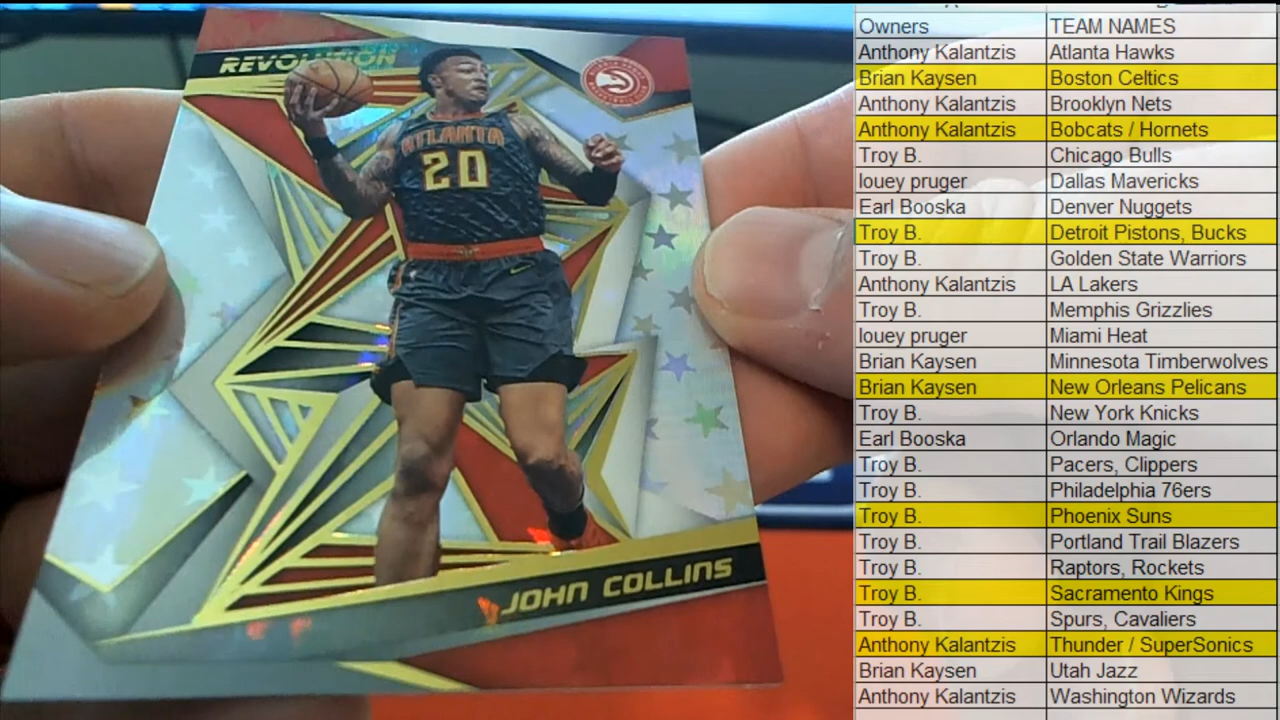 REVOLUTION
ATLANTA
20
JOHN COLLINS
Owners TEAM NAMES
Anthony Kalantzis Atlanta Hawks
Brian Kaysen Boston Celtics
Anthony Kalantzis Brooklyn Nets
Anthony Kalantzis Bobcats / Hornets
Troy B. Chicago Bulls
louey pruger Dallas Mavericks
Earl Booska Denver Nuggets
Troy B. Detroit Pistons, Bucks
Troy B. Golden State Warriors
Anthony Kalantzis LA Lakers
Troy B. Memphis Grizzlies
louey pruger Miami Heat
Brian Kaysen Minnesota Timberwolves
Brian Kaysen New Orleans Pelicans
Troy B. New York Knicks
Earl Booska Orlando Magic
Troy B. Pacers, Clippers
Troy B. Philadelphia 76ers
Troy B. Phoenix Suns
Troy B. Portland Trail Blazers
Troy B. Raptors, Rockets
Troy B. Sacramento Kings
Troy B. Spurs, Cavaliers
Anthony Kalantzis Thunder / SuperSonics
Brian Kaysen Utah Jazz
Anthony Kalantzis Washington Wizards